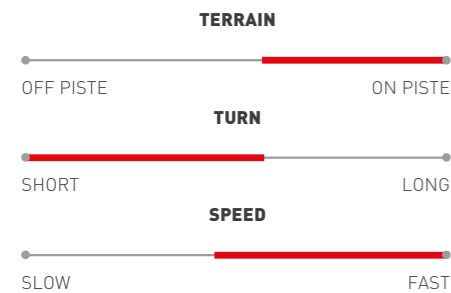 TERRAIN
OFF PISTE ON PISTE
TURN
SHORT LONG
SPEED
SLOW FAST